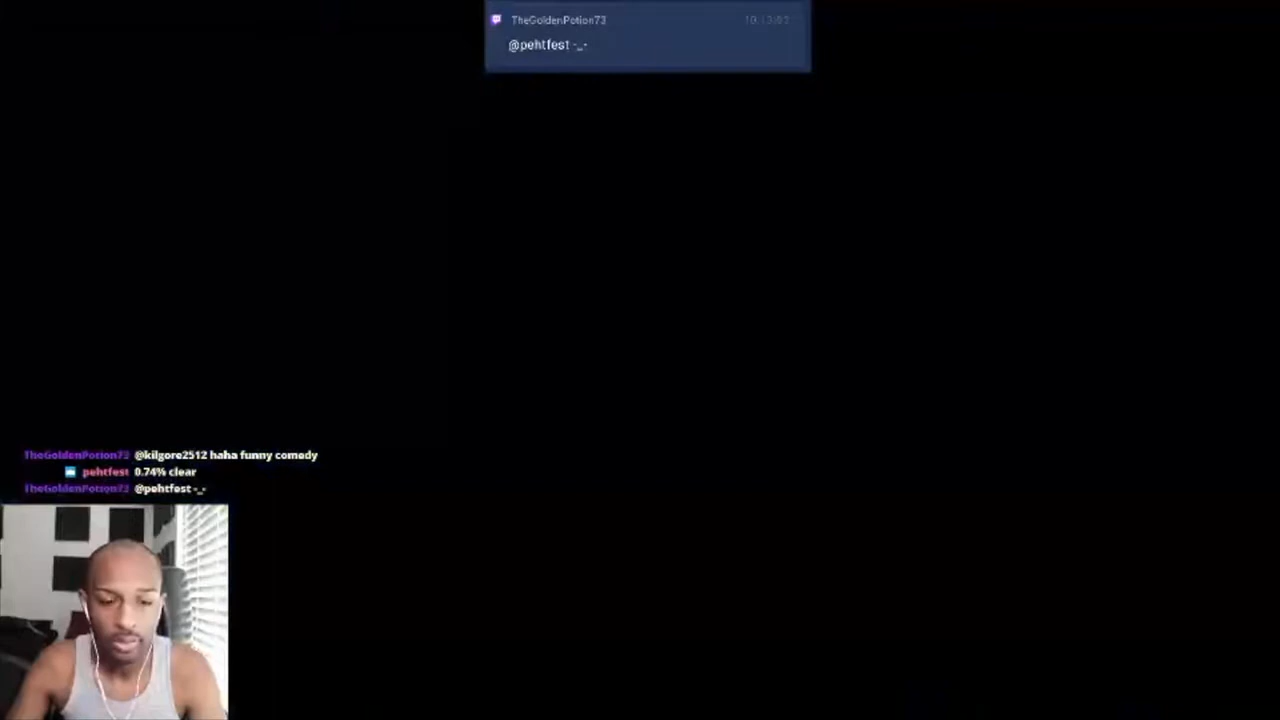 TheGoldenPotion73
@pehtfest -_-
TheGoldenPotion73 @kilgore2512 haha funny comedy
pehtfest 0.74% clear
TheGoldenPotion73 @pehtfest -_-